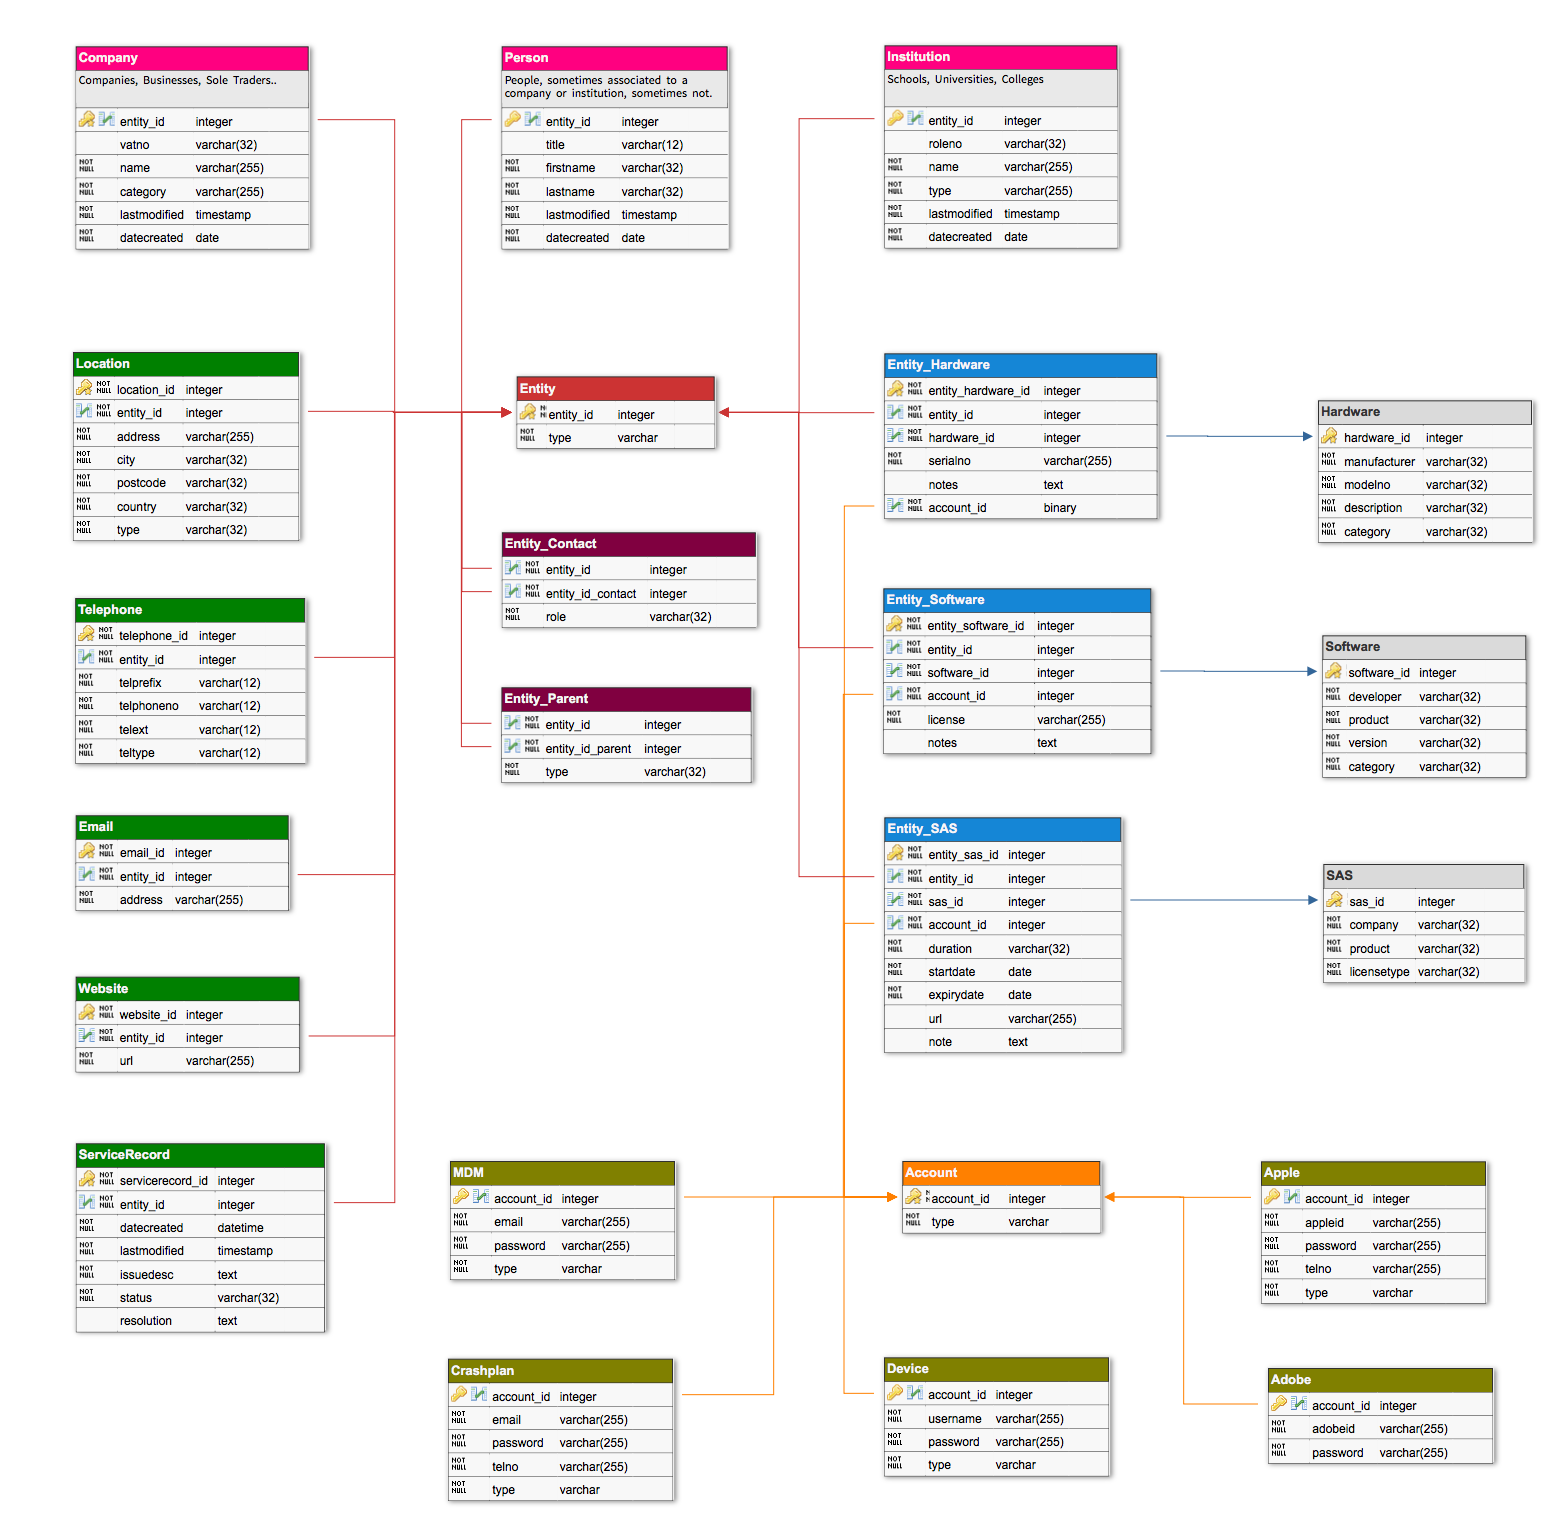 Company
Companies, Businesses, Sole Traders..
entity_id integer
vatno varchar(32)
NOT NULL name varchar(255)
NOT NULL category varchar(255)
NOT NULL lastmodified timestamp
NOT NULL datecreated date
Person
People, sometimes associated to a
company or institution, sometimes not.
entity_id integer
title varchar(12)
NOT NULL firstname varchar(32)
NOT NULL lastname varchar(32)
NOT NULL lastmodified timestamp
NOT NULL datecreated date
Institution
Schools, Universities, Colleges
entity_id integer
roleno varchar(32)
NOT NULL name varchar(255)
NOT NULL type varchar(255)
NOT NULL lastmodified timestamp
NOT NULL datecreated date
Location
NOT NULL location_id integer
NOT NULL entity_id integer
NOT NULL address varchar(255)
NOT NULL city varchar(32)
NOT NULL postcode varchar(32)
NOT NULL country varchar(32)
NOT NULL type varchar(32)
Entity
N N entity_id integer
NOT NULL type varchar
Entity_Hardware
NOT NULL entity_hardware_id integer
NOT NULL entity_id integer
NOT NULL hardware_id integer
NOT NULL serialno varchar(255)
notes text
NOT NULL account_id binary
Hardware
hardware_id integer
NOT NULL manufacturer varchar(32)
NOT NULL modelno varchar(32)
NOT NULL description varchar(32)
NOT NULL category varchar(32)
Entity_Contact
NOT NULL entity_id integer
NOT NULL entity_id_contact integer
NOT NULL role varchar(32)
Telephone
NOT NULL telephone_id integer
NOT NULL entity_id integer
NOT NULL telprefix varchar(12)
NOT NULL telphoneno varchar(12)
NOT NULL telext varchar(12)
NOT NULL teltype varchar(12)
Entity_Parent
NOT NULL entity_id integer
NOT NULL entity_id_parent integer
NOT NULL type varchar(32)
Entity_Software
NOT NULL entity_software_id integer
NOT NULL entity_id integer
NOT NULL software_id integer
NOT NULL account_id integer
NOT NULL license varchar(255)
notes text
Software
software_id integer
NOT NULL developer varchar(32)
NOT NULL product varchar(32)
NOT NULL version varchar(32)
NOT NULL category varchar(32)
Email
NOT NULL email_id integer
NOT NULL entity_id integer
NOT NULL address varchar(255)
Entity_SAS
NOT NULL entity_sas_id integer
NOT NULL entity_id integer
NOT NULL sas_id integer
NOT NULL account_id integer
NOT NULL duration varchar(32)
NOT NULL startdate date
NOT NULL expirydate date
url varchar(255)
note text
SAS
sas_id integer
NOT NULL company varchar(32)
NOT NULL product varchar(32)
NOT NULL licensetype varchar(32)
Website
NOT NULL website_id integer
NOT NULL entity_id integer
NOT NULL url varchar(255)
ServiceRecord
NOT NULL servicerecord_id integer
NOT NULL entity_id integer
NOT NULL datecreated datetime
NOT NULL lastmodified timestamp
NOT NULL issuedesc text
NOT NULL status varchar(32)
resolution text
MDM
account_id integer
NOT NULL email varchar(255)
NOT NULL password varchar(255)
NOT NULL type varchar
Account
N account_id integer
NOT NULL type varchar
Apple
account_id integer
NOT NULL appleid varchar(255)
NOT NULL password varchar(255)
NOT NULL telno varchar(255)
NOT NULL type varchar
Crashplan
account_id integer
NOT NULL email varchar(255)
NOT NULL password varchar(255)
NOT NULL telno varchar(255)
NOT NULL type varchar
Device
account_id integer
NOT NULL username varchar(255)
NOT NULL password varchar(255)
NOT NULL type varchar
Adobe
account_id integer
NOT NULL adobeid varchar(255)
NOT NULL password varchar(255)